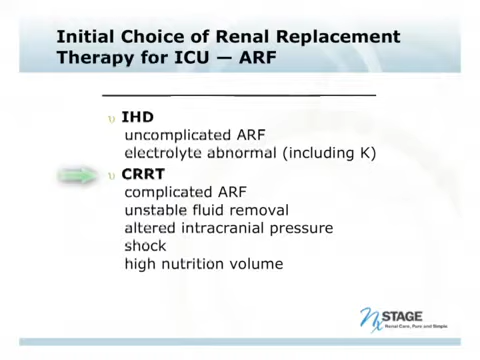 Initial Choice of Renal Replacement
Therapy for ICU — ARF
υ IHD
uncomplicated ARF
electrolyte abnormal (including K)
υ CRRT
complicated ARF
unstable fluid removal
altered intracranial pressure
shock
high nutrition volume
NxSTAGE
Renal Care, Pure and Simple